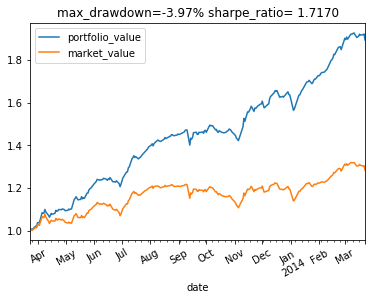 max_drawdown=-3.97% sharpe_ratio= 1.7170
portfolio_value
market_value
1.8
1.6
1.4
1.2
1.0
Apr May Jun Jul Aug Sep Oct Nov Dec Jan Feb Mar
2014
date